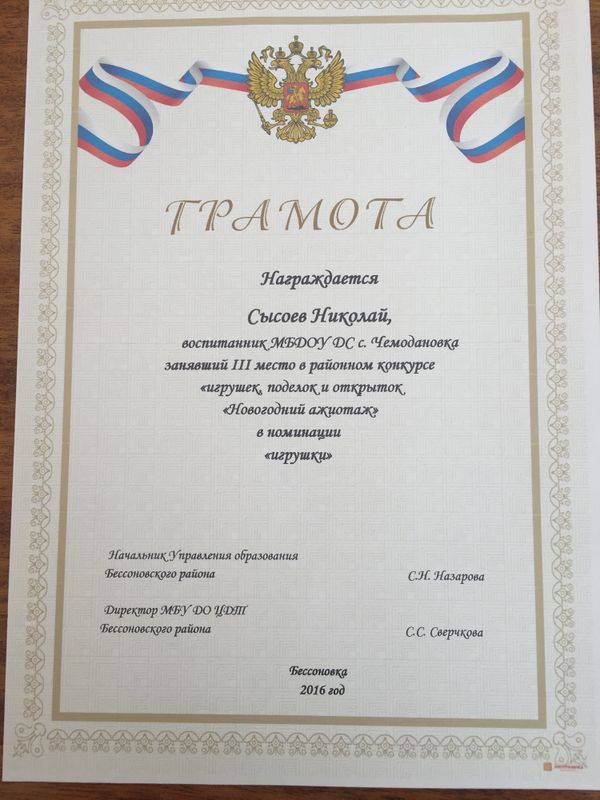 ГРАМОТА
Награждается
Сысоев Николай,
воспитанник МБДОУ ДС с. Чемодановка
занявший III место в районном конкурсе
«игрушек, поделок и открыток
«Новогодний ажиотаж»
в номинации
«игрушки»
Начальник Управления образования
Бессоновского района С.Н. Назарова
Директор МБУ ДО ЦДТ
Бессоновского района С.С. Сверчкова
Бессоновка
2016 год